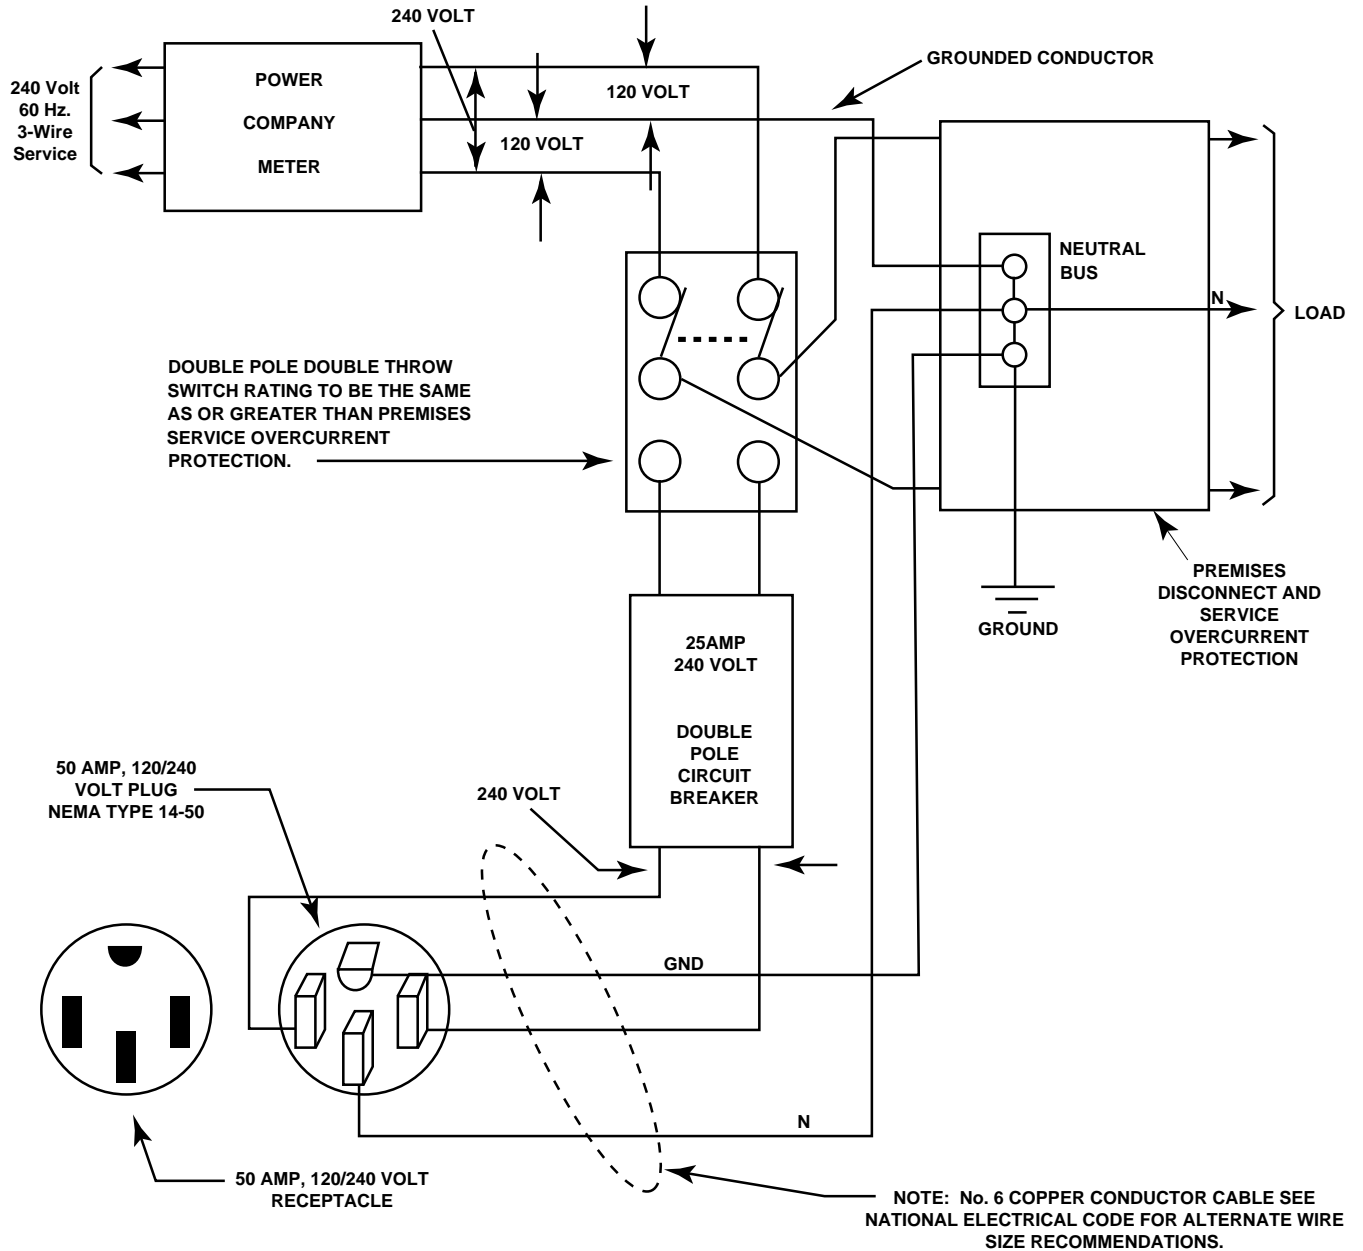 240 VOLT
GROUNDED CONDUCTOR
240 Volt
60 Hz.
3-Wire
Service
POWER
COMPANY
METER
120 VOLT
120 VOLT
NEUTRAL
BUS
N
LOAD
DOUBLE POLE DOUBLE THROW
SWITCH RATING TO BE THE SAME
AS OR GREATER THAN PREMISES
SERVICE OVERCURRENT
PROTECTION.
GROUND
PREMISES
DISCONNECT AND
SERVICE
OVERCURRENT
PROTECTION
25AMP
240 VOLT
DOUBLE
POLE
CIRCUIT
BREAKER
50 AMP, 120/240
VOLT PLUG
NEMA TYPE 14-50
240 VOLT
GND
N
50 AMP, 120/240 VOLT
RECEPTACLE
NOTE: No. 6 COPPER CONDUCTOR CABLE SEE
NATIONAL ELECTRICAL CODE FOR ALTERNATE WIRE
SIZE RECOMMENDATIONS.